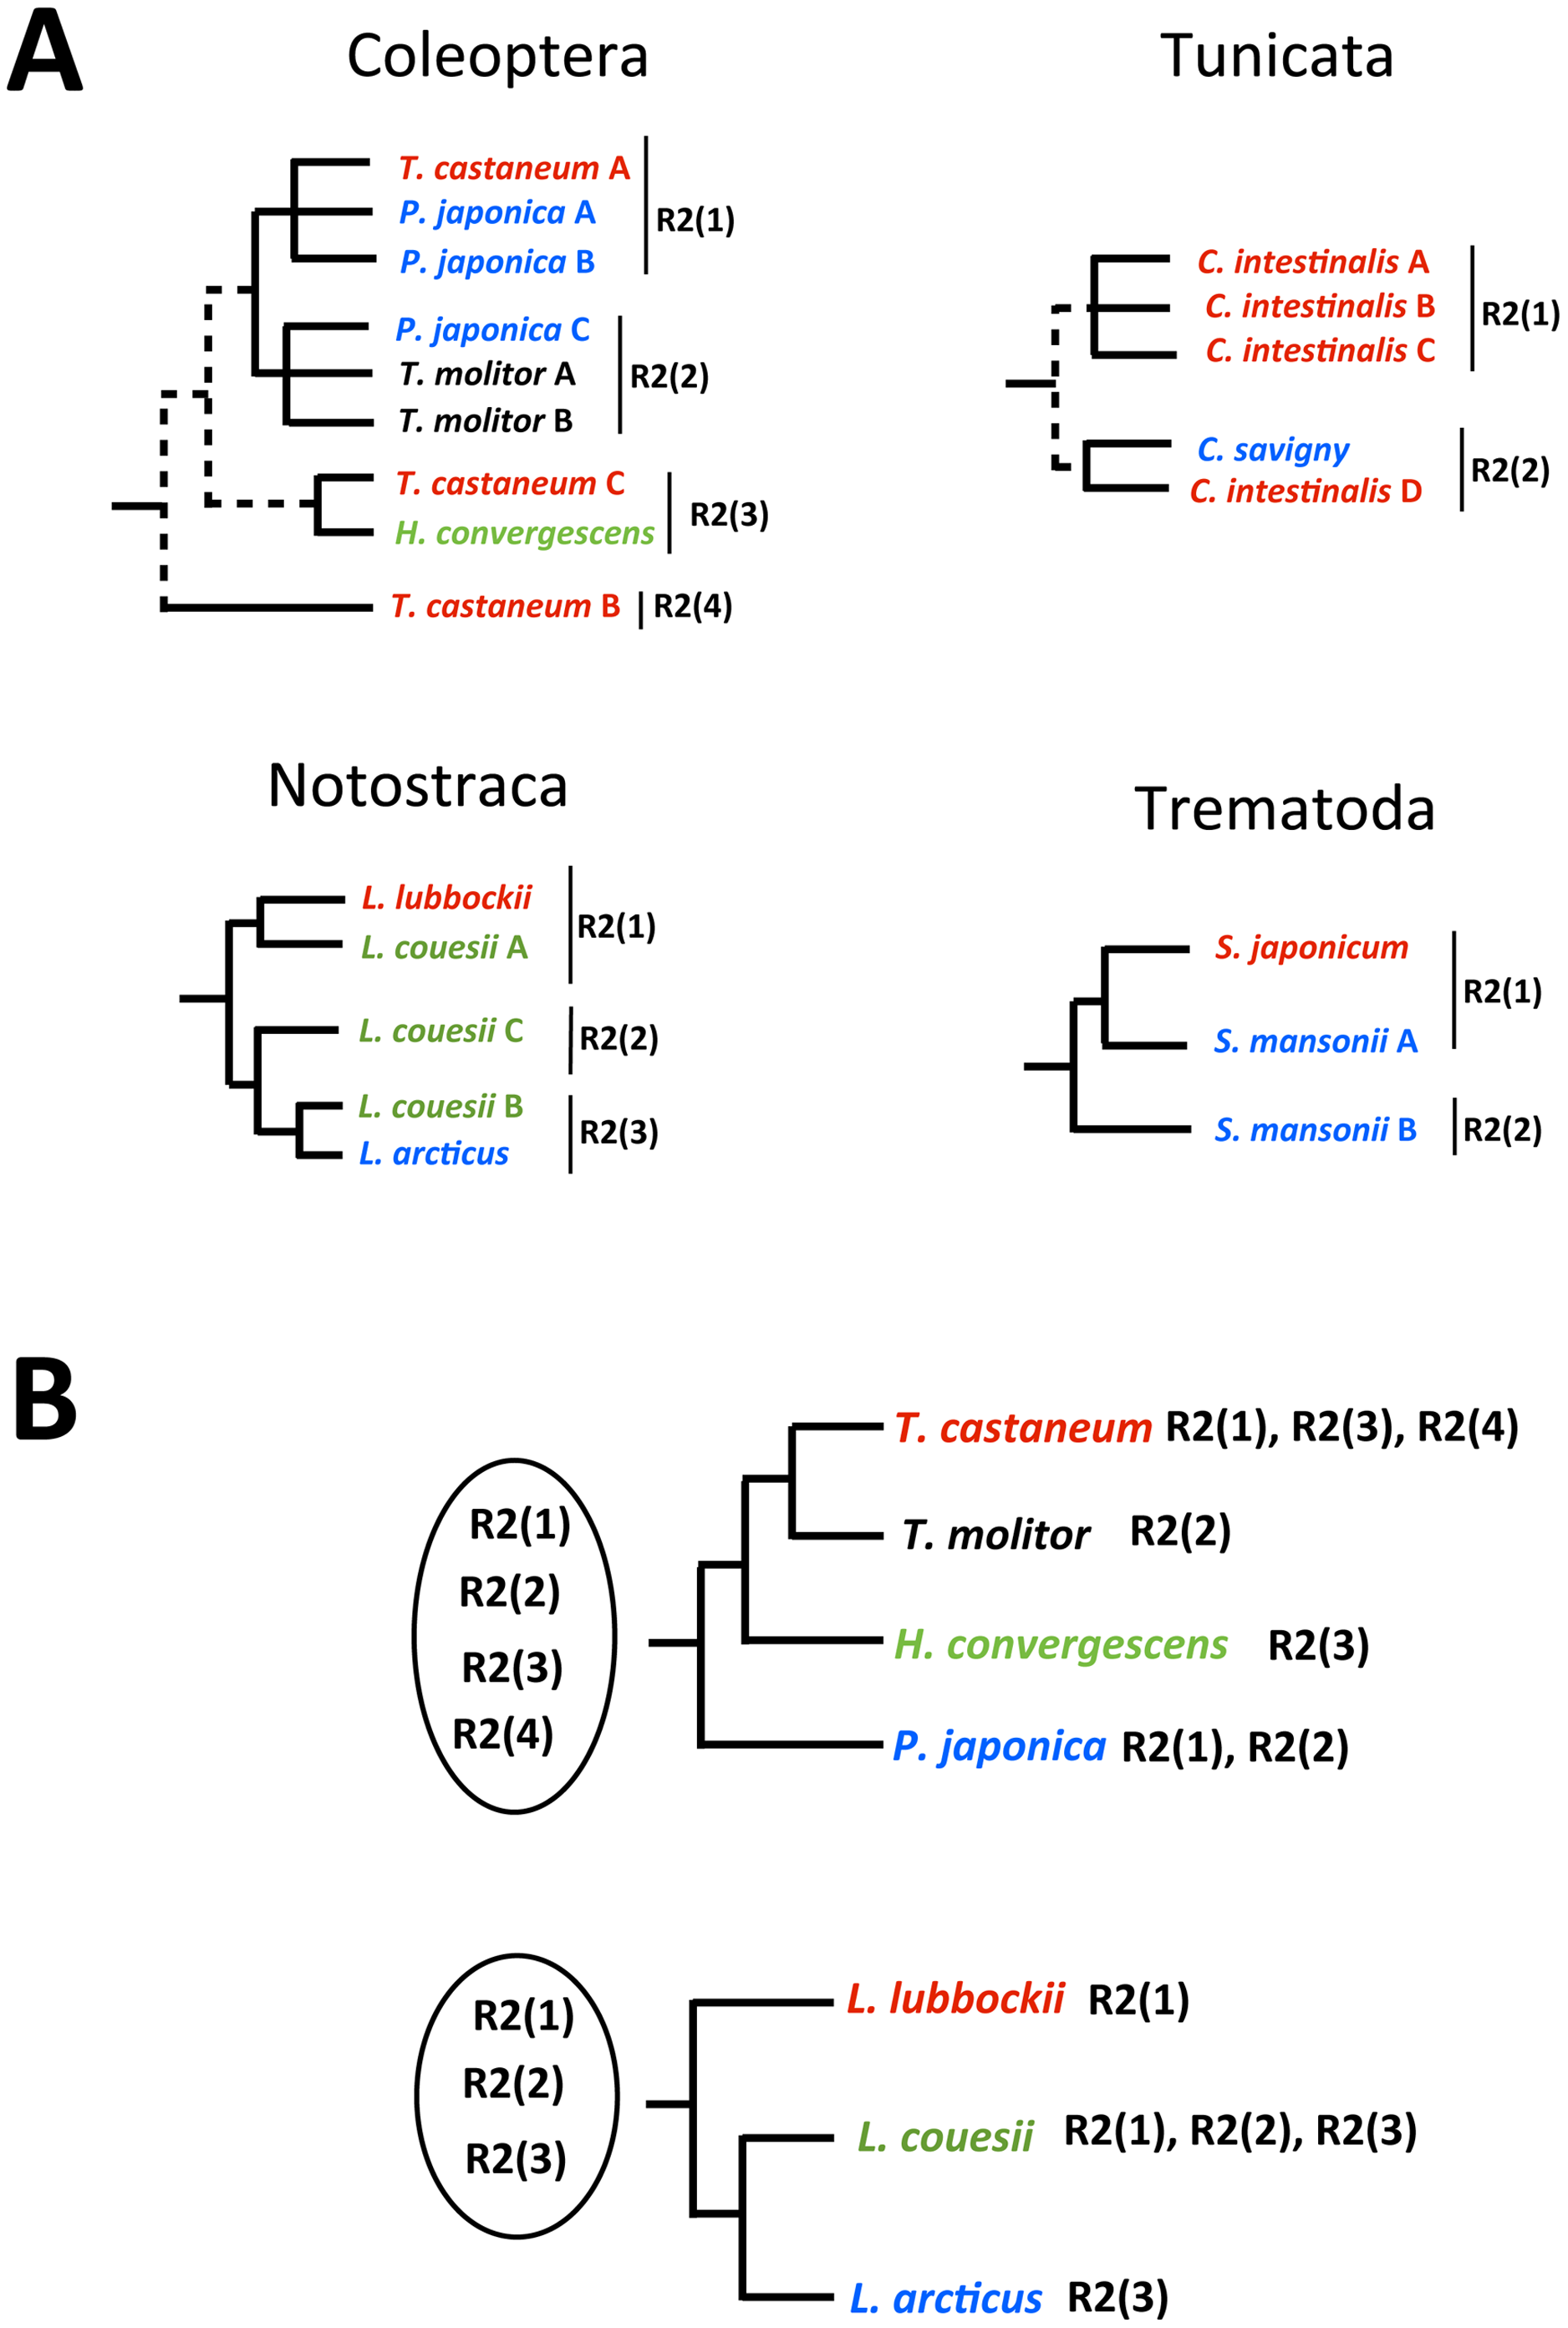 A
Coleoptera
T. castaneum A
P. japonica A
P. japonica B
R2(1)
P. japonica C
T. molitor A
T. molitor B
R2(2)
T. castaneum C
H. convergescens
R2(3)
T. castaneum B
R2(4)
Tunicata
C. intestinalis A
C. intestinalis B
C. intestinalis C
R2(1)
C. savigny
C. intestinalis D
R2(2)
Notostraca
L. lubbockii
L. couesii A
R2(1)
L. couesii C
R2(2)
L. couesii B
L. arcticus
R2(3)
Trematoda
S. japonicum
S. mansonii A
R2(1)
S. mansonii B
R2(2)
B
R2(1)
R2(2)
R2(3)
R2(4)
T. castaneum R2(1), R2(3), R2(4)
T. molitor R2(2)
H. convergescens R2(3)
P. japonica R2(1), R2(2)
R2(1)
R2(2)
R2(3)
L. lubbockii R2(1)
L. couesii R2(1), R2(2), R2(3)
L. arcticus R2(3)